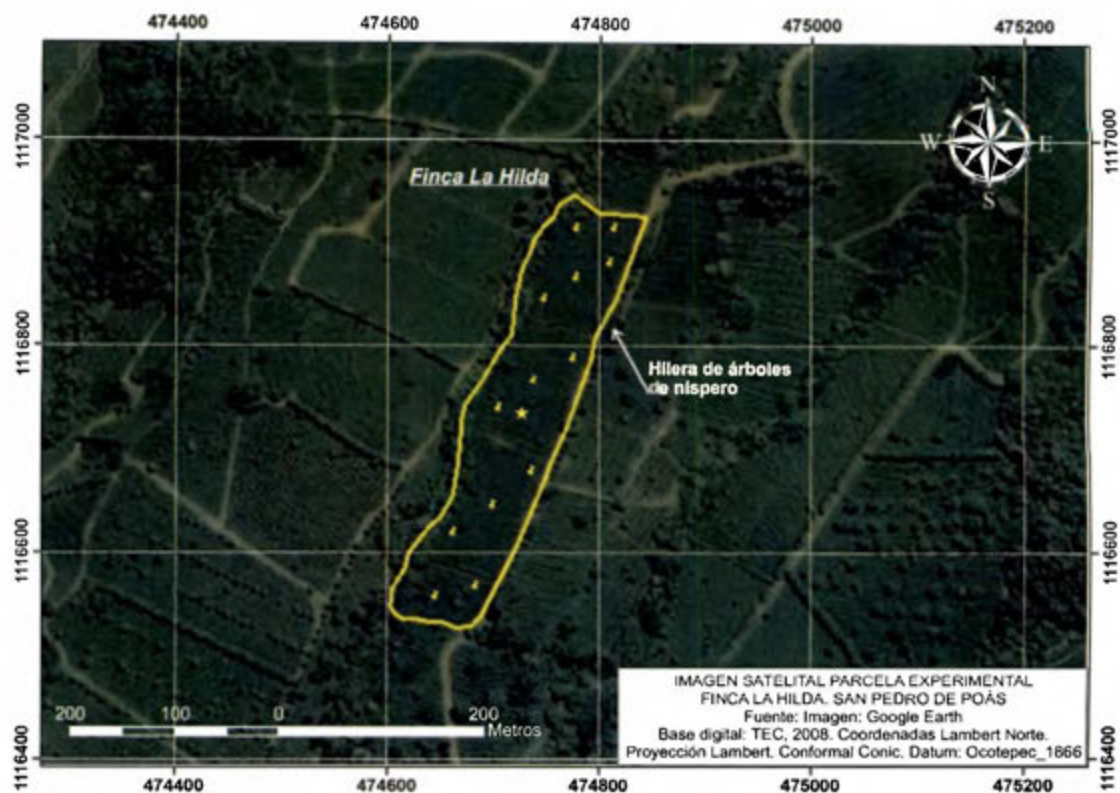 474400 474600 474800 475000 475200
1117000
1117000
N
W E
S
Finca La Hilda
1116800
1116800
Hilera de árboles
de níspero
1116600
1116600
200 100 0 200
Metros
IMAGEN SATELITAL PARCELA EXPERIMENTAL
FINCA LA HILDA. SAN PEDRO DE POÁS
Fuente: Imagen: Google Earth
Base digital: TEC, 2008. Coordenadas Lambert Norte.
Proyección Lambert, Conformal Conic, Datum: Ocotepec_1866
1116400
1116400
474400 474600 474800 475000 475200